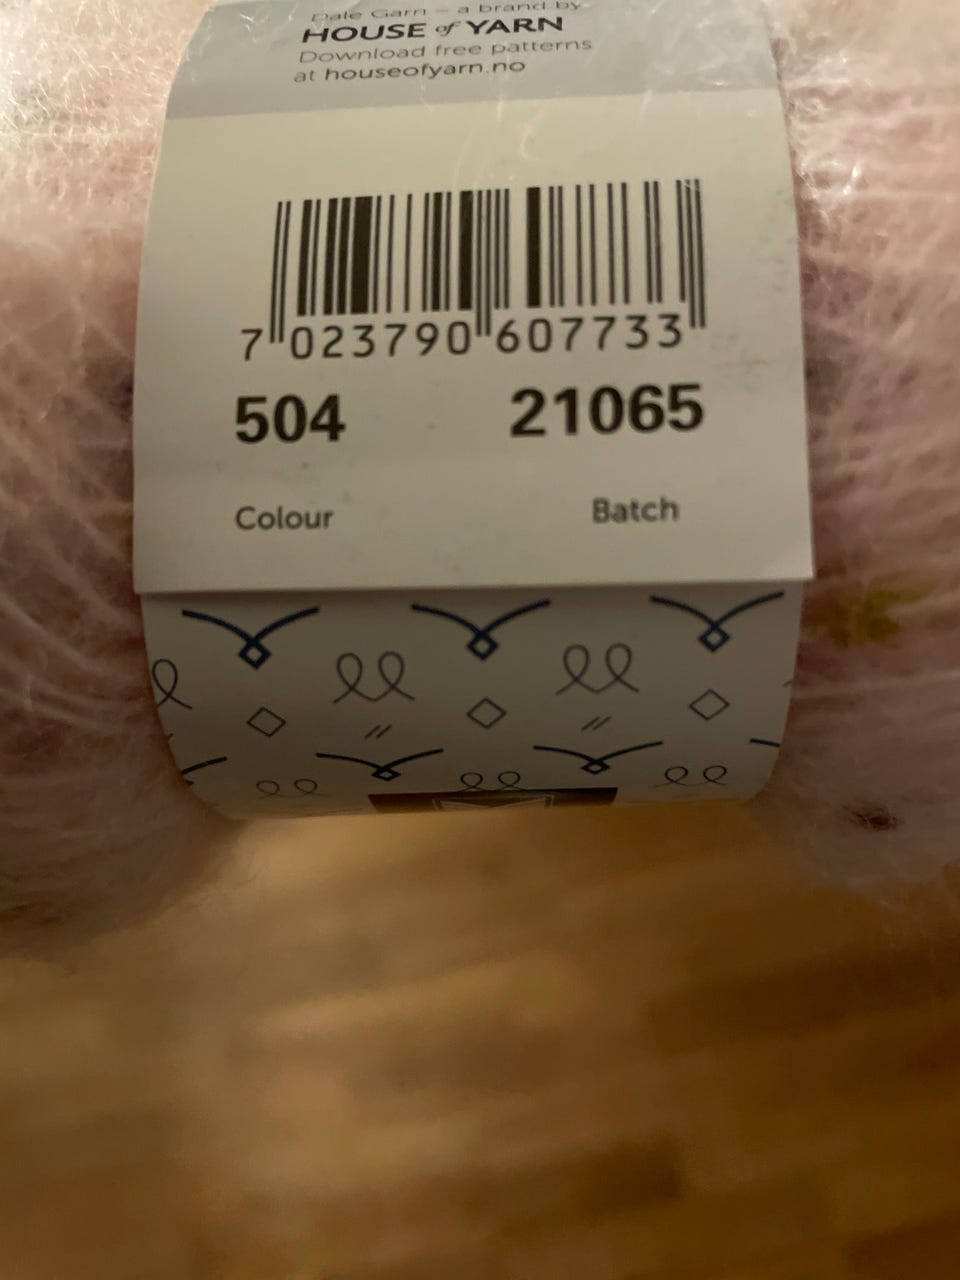 Dale Garn – a brand by
HOUSE of YARN
Download free patterns
at houseofyarn.no
7 023790 607733
504 21065
Colour Batch